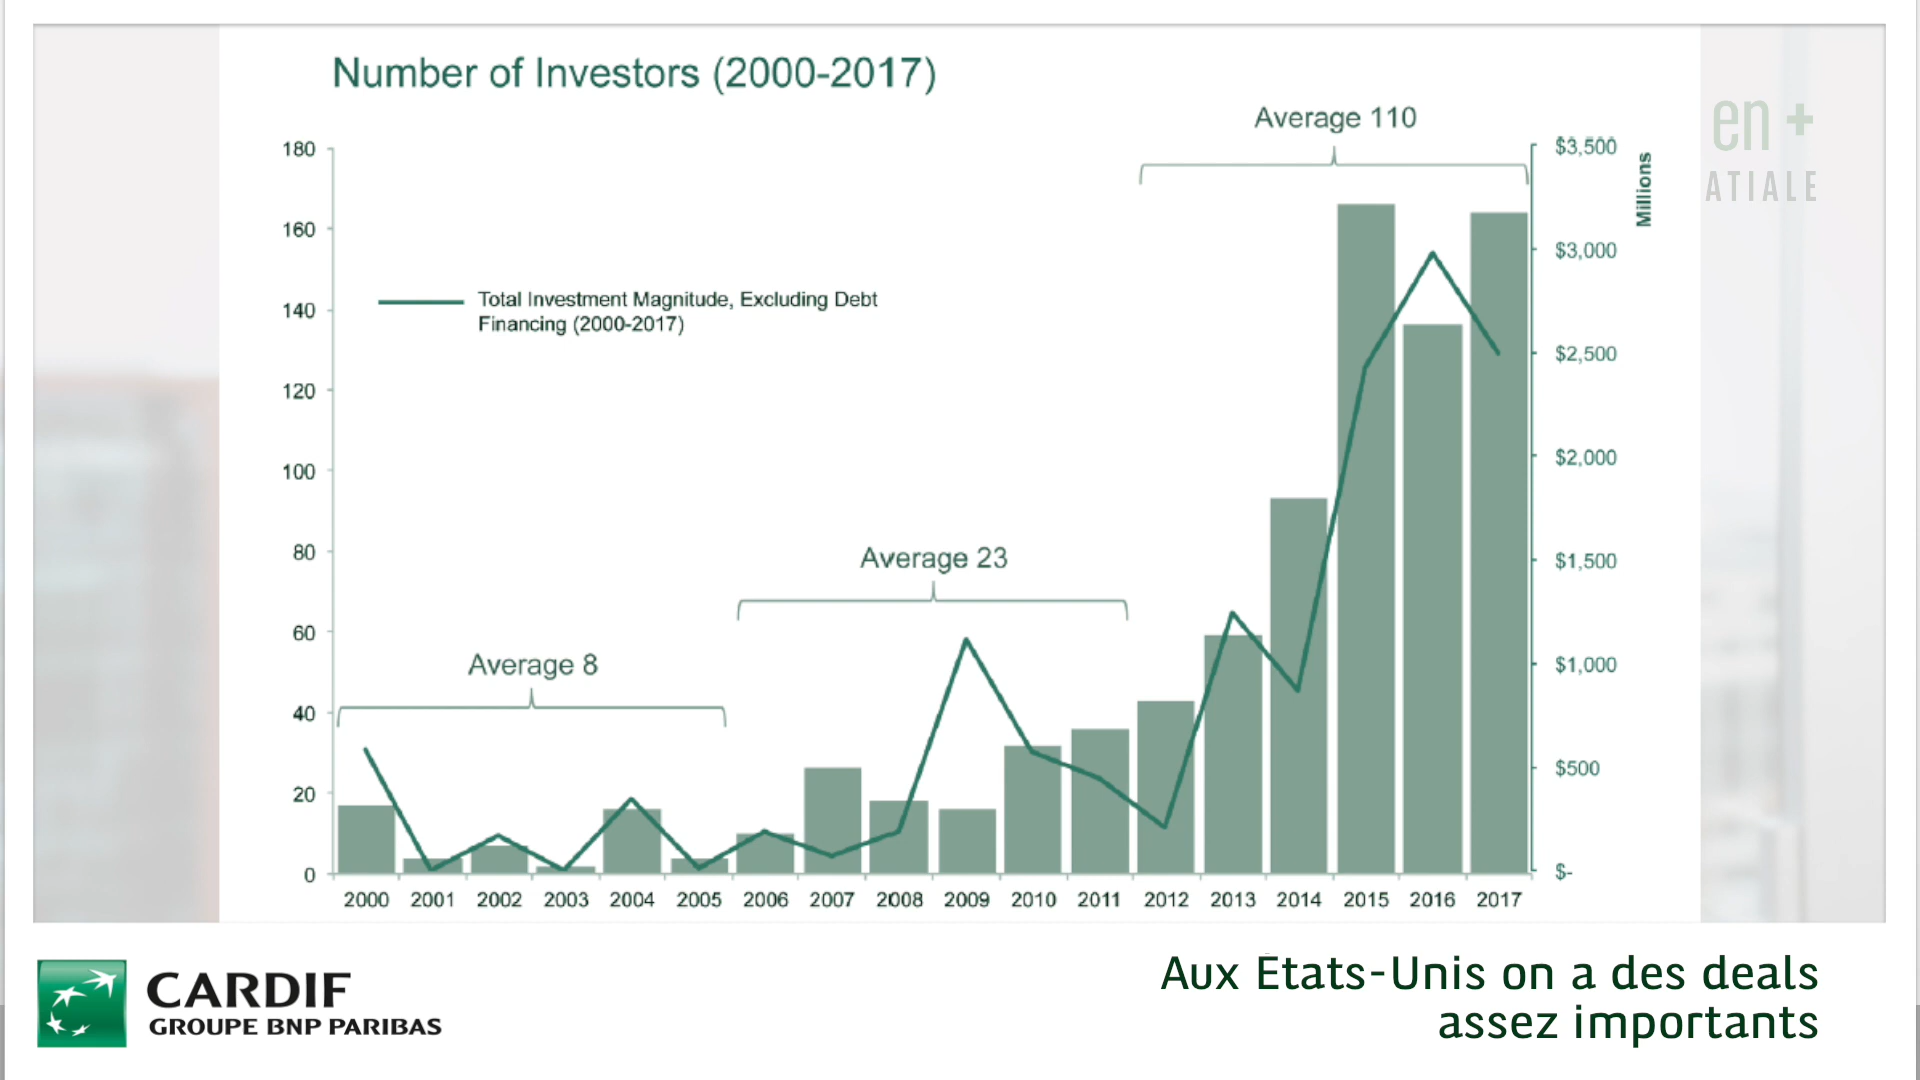 Number of Investors (2000-2017)
Average 110
180
160
140
120
100
80
60
40
20
0
Total Investment Magnitude, Excluding Debt
Financing (2000-2017)
Average 8
Average 23
$3,500
$3,000
$2,500
$2,000
$1,500
$1,000
$500
$-
Millions
2000 2001 2002 2003 2004 2005 2006 2007 2008 2009 2010 2011 2012 2013 2014 2015 2016 2017
en +
ATIALE
CARDIF
GROUPE BNP PARIBAS
Aux États-Unis on a des deals
assez importants